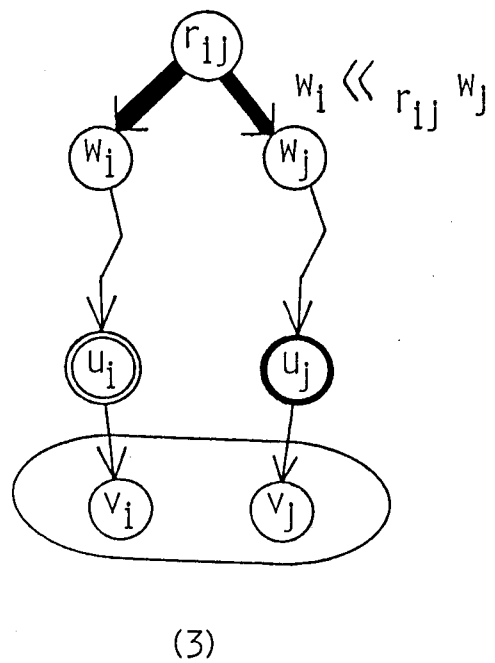 r_ij
w_i ≪ r_ij w_j
w_i w_j
u_i u_j
v_i v_j
(3)